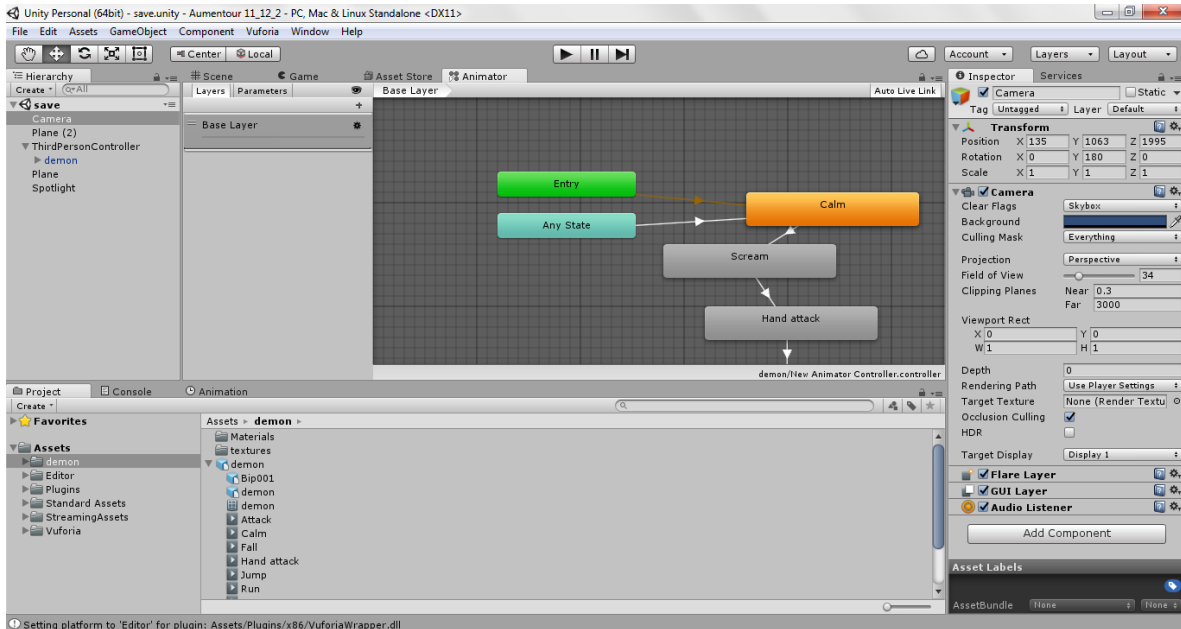 Unity Personal (64bit) - save.unity - Aumentour 11_12_2 - PC, Mac & Linux Standalone <DX11>
File Edit Assets GameObject Component Vuforia Window Help
Center Local Account Layers Layout
Hierarchy
Create All
save
Camera
Plane (2)
ThirdPersonController
demon
Plane
Spotlight
Scene Game Asset Store Animator
Layers Parameters Base Layer Auto Live Link
Base Layer
Entry
Any State
Calm
Scream
Hand attack
demon/New Animator Controller.controller
Inspector Services
Camera Static
Tag Untagged Layer Default
Transform
Position X 135 Y 1063 Z 1995
Rotation X 0 Y 180 Z 0
Scale X 1 Y 1 Z 1
Camera
Clear Flags Skybox
Background
Culling Mask Everything
Projection Perspective
Field of View 34
Clipping Planes Near 0.3
Far 3000
Viewport Rect
X 0 Y 0
W 1 H 1
Depth 0
Rendering Path Use Player Settings
Target Texture None (Render Textu
Occlusion Culling
HDR
Target Display Display 1
Flare Layer
GUI Layer
Audio Listener
Add Component
Asset Labels
AssetBundle None None
Project Console Animation
Create
Favorites
Assets
demon
Editor
Plugins
Standard Assets
StreamingAssets
Vuforia
Assets demon
Materials
textures
demon
Bip001
demon
demon
Attack
Calm
Fall
Hand attack
Jump
Run
Setting platform to 'Editor' for plugin: Assets/Plugins/x86/VuforiaWrapper.dll